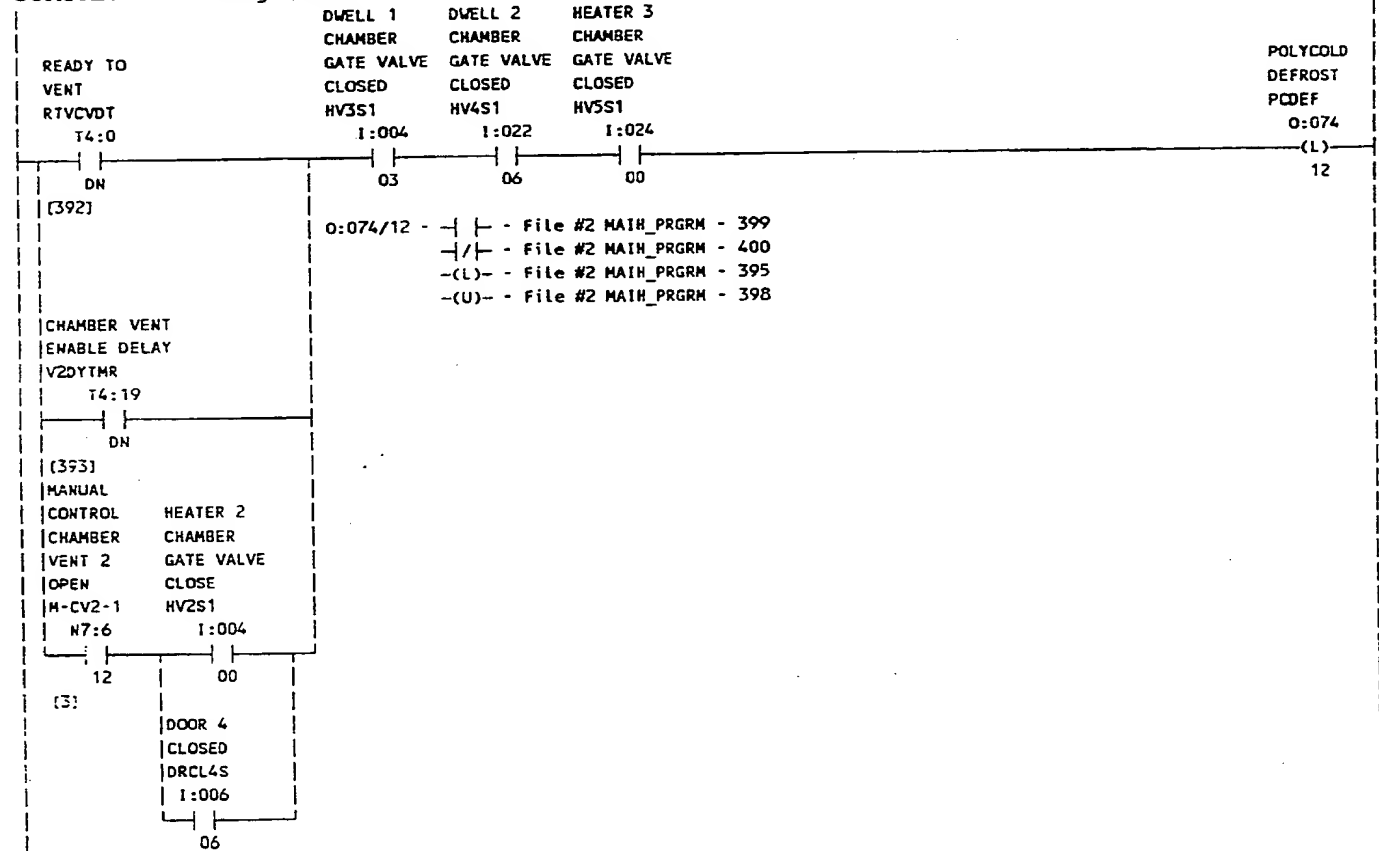 DWELL 1 DWELL 2 HEATER 3
CHAMBER CHAMBER CHAMBER
READY TO GATE VALVE GATE VALVE GATE VALVE POLYCOLD
VENT CLOSED CLOSED CLOSED DEFROST
RTVCVDT HV3S1 HV4S1 HV5S1 PCDEF
T4:0 I:004 I:022 I:024 O:074
(L)
DN 03 06 00 12
[392]
O:074/12 - -| |- - File #2 MAIH_PRGRM - 399
-|/|- - File #2 MAIH_PRGRM - 400
-(L)- - File #2 MAIH_PRGRM - 395
-(U)- - File #2 MAIH_PRGRM - 398
CHAMBER VENT
ENABLE DELAY
V2DYTMR
T4:19
DN
[393]
MANUAL
CONTROL HEATER 2
CHAMBER CHAMBER
VENT 2 GATE VALVE
OPEN CLOSE
M-CV2-1 HV2S1
N7:6 I:004
12 00
[3]
DOOR 4
CLOSED
DRCL4S
I:006
06